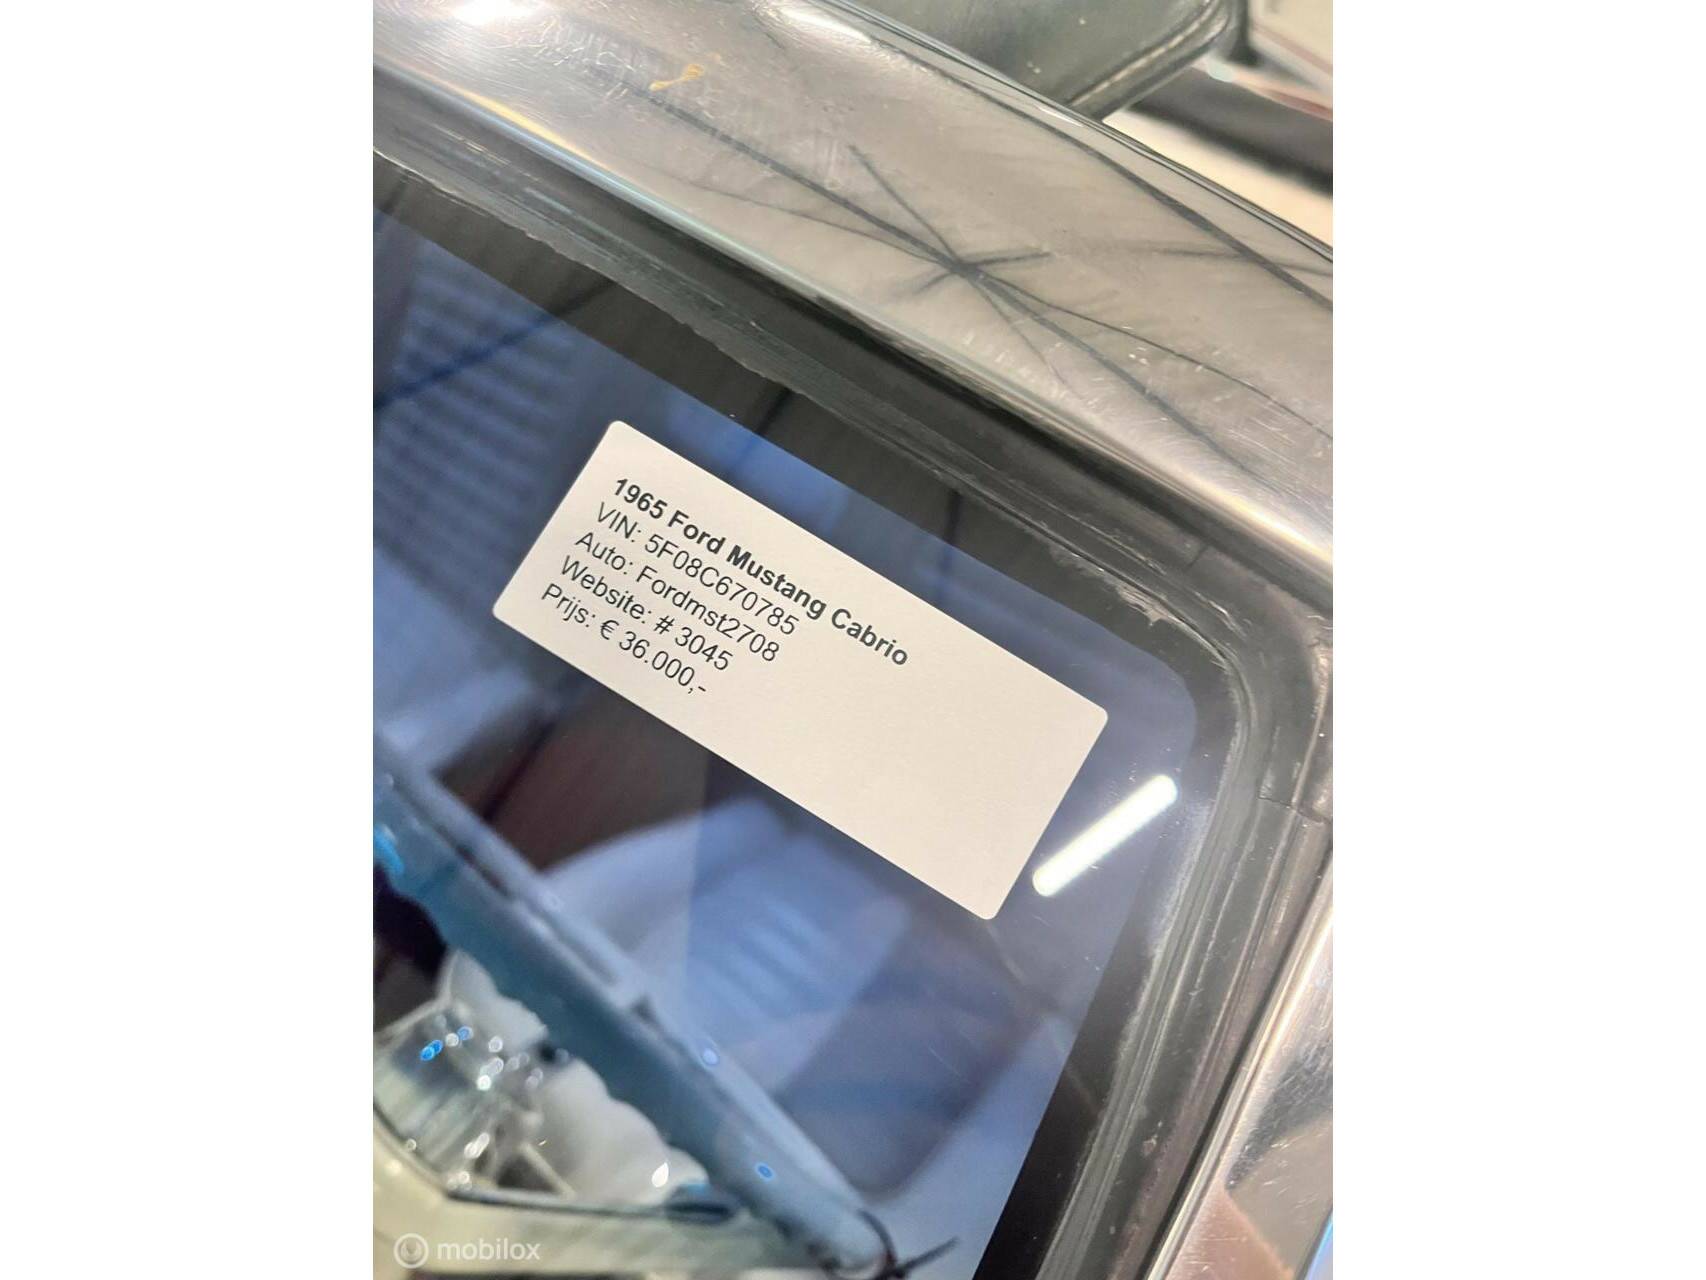 1965 Ford Mustang Cabrio
VIN: 5F08C670785
Auto: Fordmst2708
Website: # 3045
Prijs: € 36.000,-
mobilox